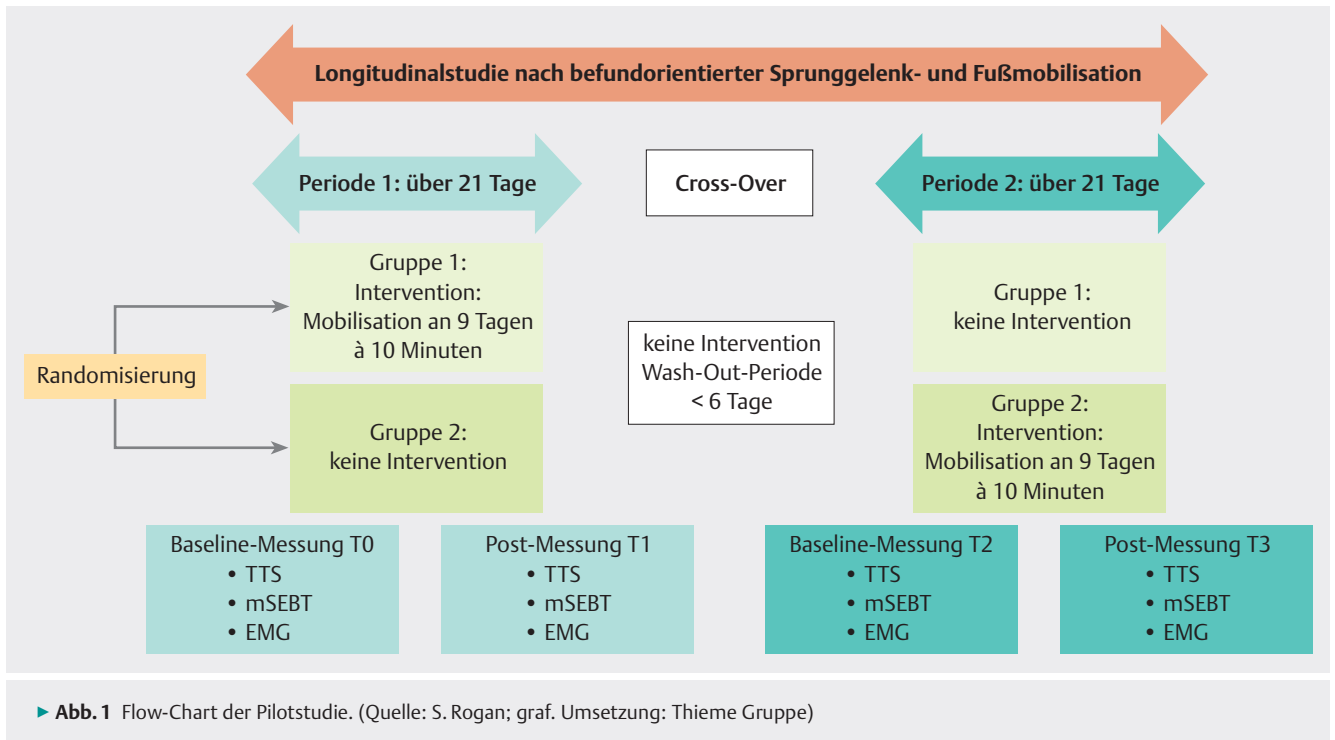 Longitudinalstudie nach befundorientierter Sprunggelenk- und Fußmobilisation
Periode 1: über 21 Tage
Cross-Over
Periode 2: über 21 Tage
Randomisierung
Gruppe 1:
Intervention:
Mobilisation an 9 Tagen
à 10 Minuten
Gruppe 2:
keine Intervention
keine Intervention
Wash-Out-Periode
< 6 Tage
Gruppe 1:
keine Intervention
Gruppe 2:
Intervention:
Mobilisation an 9 Tagen
à 10 Minuten
Baseline-Messung T0
• TTS
• mSEBT
• EMG
Post-Messung T1
• TTS
• mSEBT
• EMG
Baseline-Messung T2
• TTS
• mSEBT
• EMG
Post-Messung T3
• TTS
• mSEBT
• EMG
► Abb. 1 Flow-Chart der Pilotstudie. (Quelle: S. Rogan; graf. Umsetzung: Thieme Gruppe)